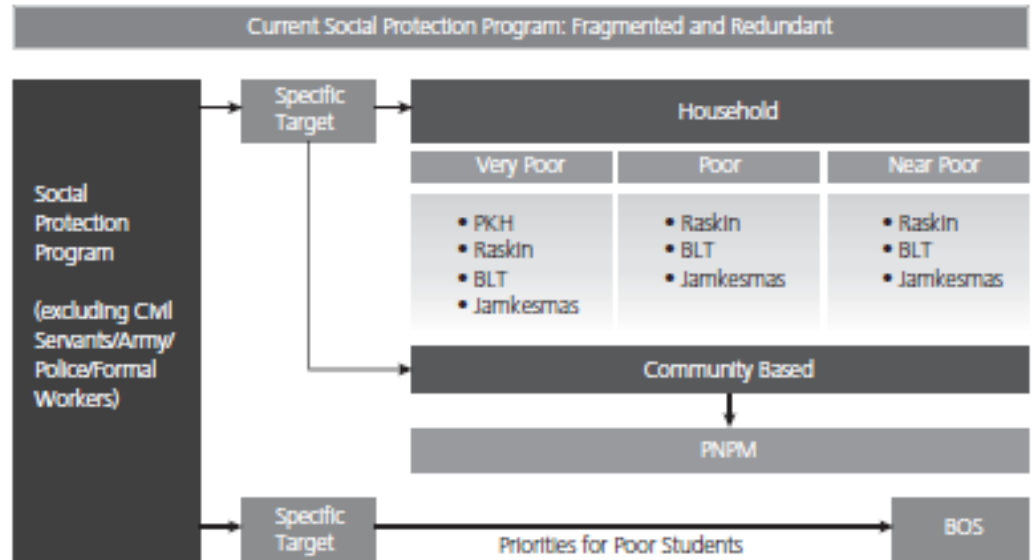 Current Social Protection Program: Fragmented and Redundant
Social
Protection
Program
(excluding Civil
Servants/Army/
Police/Formal
Workers)
Specific
Target
Household
Very Poor
• PKH
• Raskin
• BLT
• Jamkesmas
Poor
• Raskin
• BLT
• Jamkesmas
Near Poor
• Raskin
• BLT
• Jamkesmas
Community Based
PNPM
Specific
Target
Priorities for Poor Students
BOS